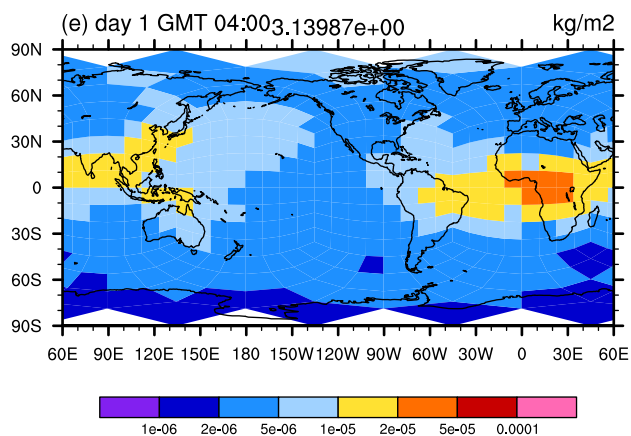 (e) day 1 GMT 04:00 3.13987e+00 kg/m2
90N
60N
30N
0
30S
60S
90S
60E 90E 120E 150E 180 150W 120W 90W 60W 30W 0 30E 60E
1e-06 2e-06 5e-06 1e-05 2e-05 5e-05 0.0001